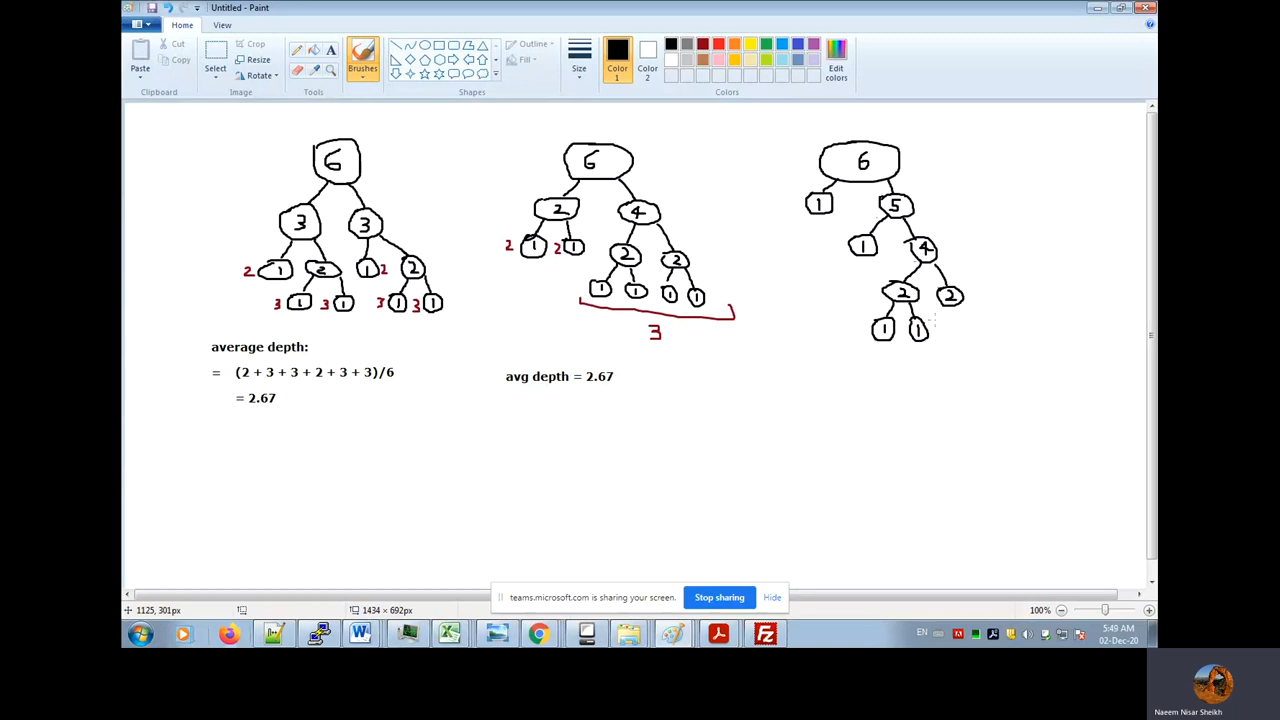 Untitled - Paint
Home View
Paste
Cut
Copy
Select
Crop
Resize
Rotate
Brushes
Outline
Fill
Size
Color 1
Color 2
Edit colors
Clipboard Image Tools Shapes Colors
6 6 6
3 3 2 4 1 5
2 1 2 1 2 2 2 1 2 1 2 2 1 4
3 1 3 1 3 1 3 1 1 1 1 1 2 2
3 1 1
average depth:
= (2 + 3 + 3 + 2 + 3 + 3)/6
= 2.67
avg depth = 2.67
teams.microsoft.com is sharing your screen. Stop sharing Hide
1125, 301px 1434 × 692px 100%
EN 5:49 AM
02-Dec-20
Naeem Nisar Sheikh